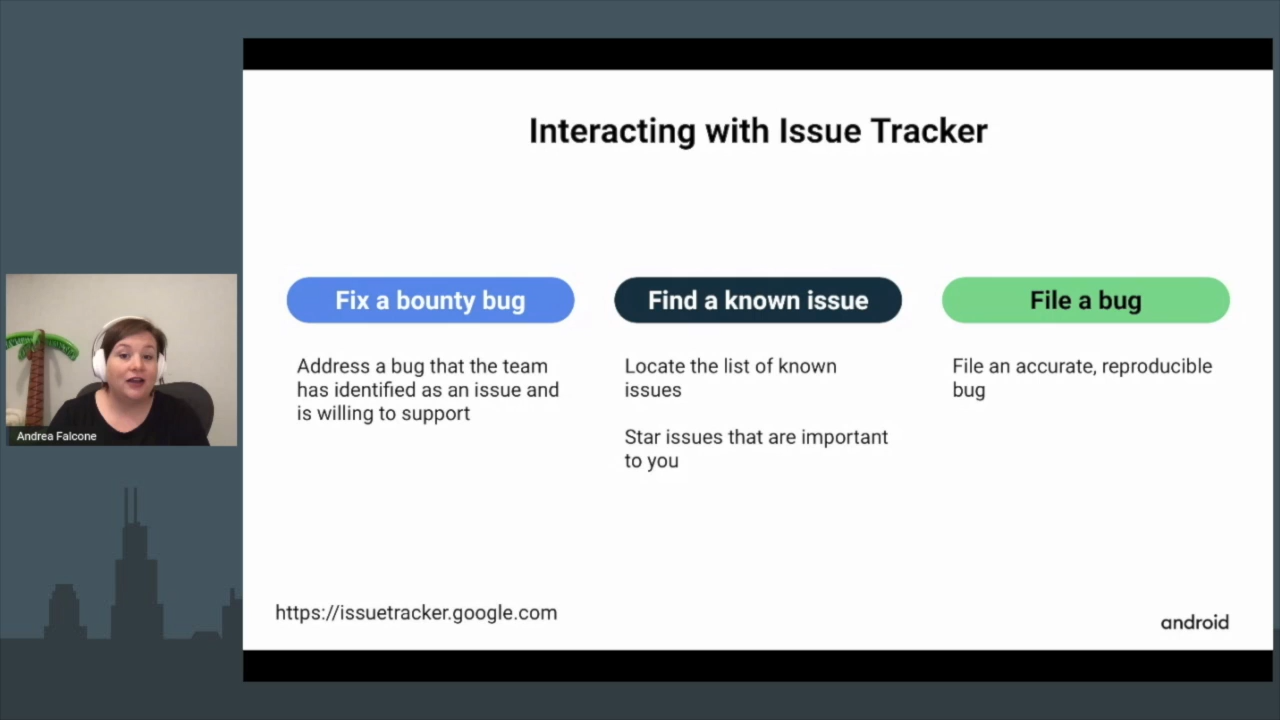 Interacting with Issue Tracker
Fix a bounty bug
Address a bug that the team
has identified as an issue and
is willing to support
Find a known issue
Locate the list of known
issues
Star issues that are important
to you
File a bug
File an accurate, reproducible
bug
Andrea Falcone
https://issuetracker.google.com
android